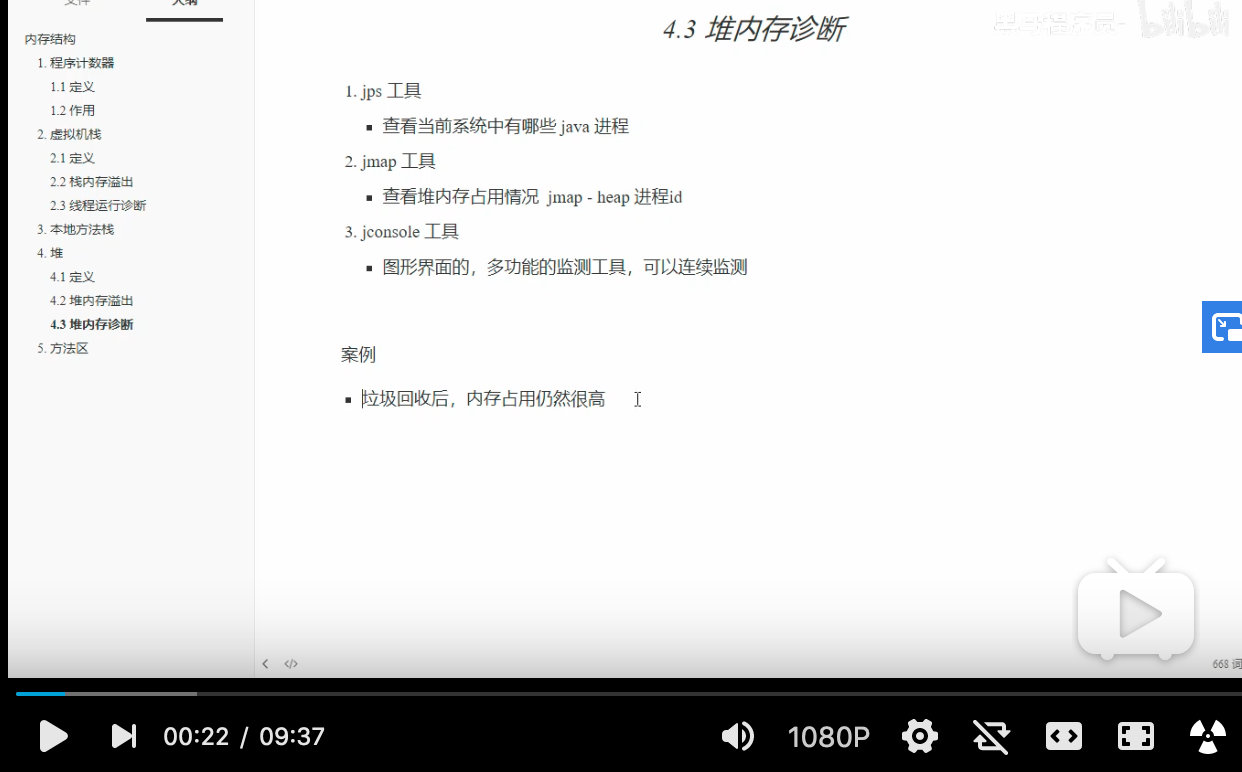 文件
大纲
内存结构
1. 程序计数器
1.1 定义
1.2 作用
2. 虚拟机栈
2.1 定义
2.2 栈内存溢出
2.3 线程运行诊断
3. 本地方法栈
4. 堆
4.1 定义
4.2 堆内存溢出
4.3 堆内存诊断
5. 方法区
4.3 堆内存诊断
1. jps 工具
查看当前系统中有哪些 java 进程
2. jmap 工具
查看堆内存占用情况 jmap - heap 进程id
3. jconsole 工具
图形界面的，多功能的监测工具，可以连续监测
案例
垃圾回收后，内存占用仍然很高
bilibili
668 词
00:22 / 09:37
1080P